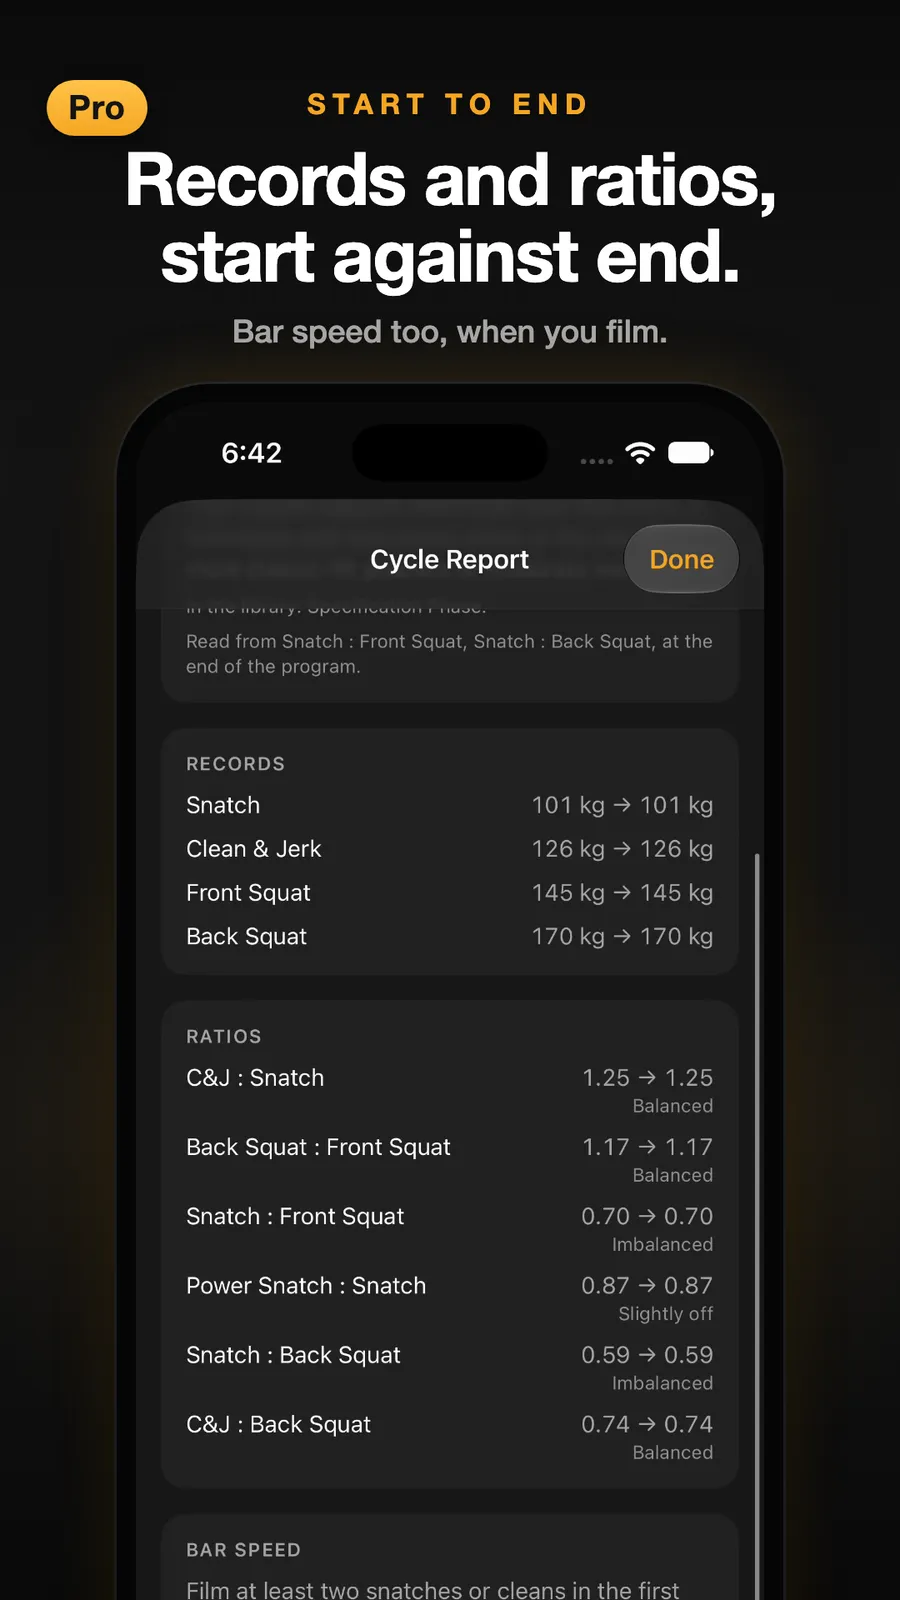 Pro
START TO END
Records and ratios,
start against end.
Bar speed too, when you film.
6:42
Cycle Report
Done
in the library: Specification Phase.
Read from Snatch : Front Squat, Snatch : Back Squat, at the
end of the program.
RECORDS
Snatch 101 kg → 101 kg
Clean & Jerk 126 kg → 126 kg
Front Squat 145 kg → 145 kg
Back Squat 170 kg → 170 kg
RATIOS
C&J : Snatch 1.25 → 1.25
Balanced
Back Squat : Front Squat 1.17 → 1.17
Balanced
Snatch : Front Squat 0.70 → 0.70
Imbalanced
Power Snatch : Snatch 0.87 → 0.87
Slightly off
Snatch : Back Squat 0.59 → 0.59
Imbalanced
C&J : Back Squat 0.74 → 0.74
Balanced
BAR SPEED
Film at least two snatches or cleans in the first